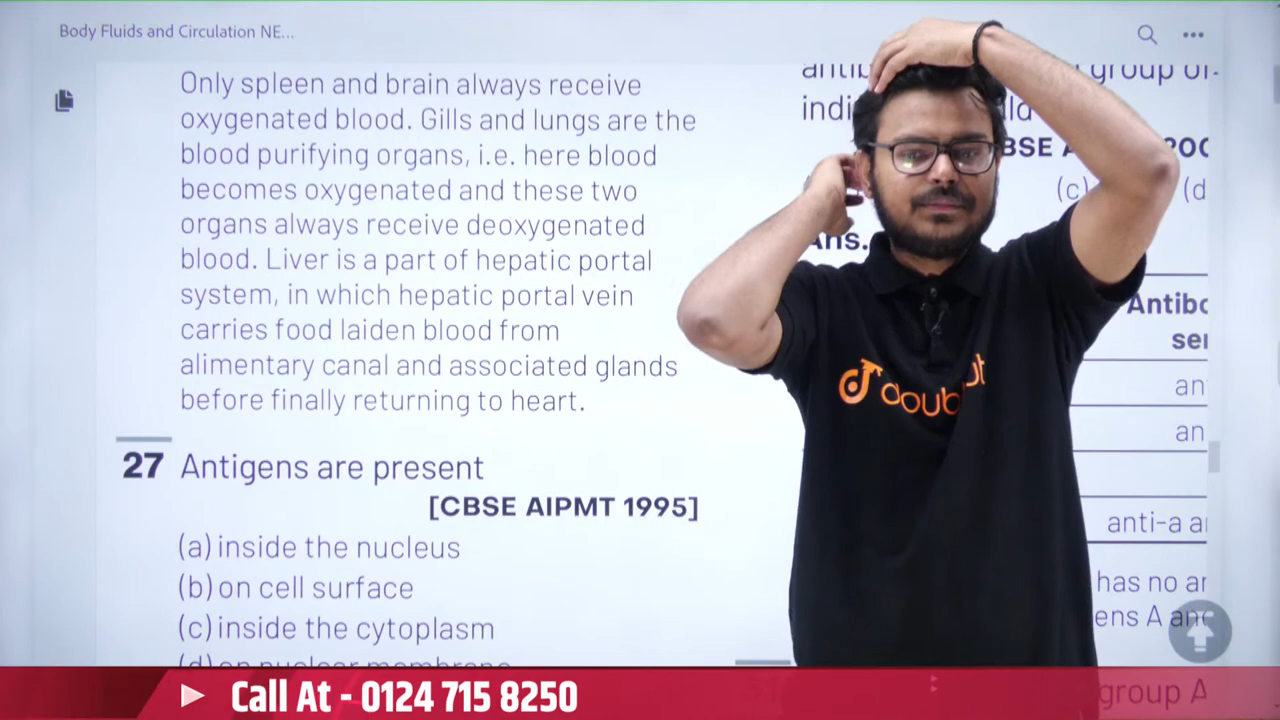 Body Fluids and Circulation NE...
Only spleen and brain always receive
oxygenated blood. Gills and lungs are the
blood purifying organs, i.e. here blood
becomes oxygenated and these two
organs always receive deoxygenated
blood. Liver is a part of hepatic portal
system, in which hepatic portal vein
carries food laiden blood from
alimentary canal and associated glands
before finally returning to heart.
27 Antigens are present
[CBSE AIPMT 1995]
(a) inside the nucleus
(b) on cell surface
(c) inside the cytoplasm
(d) on nuclear membrane
group of
(c) (d
Ans.
anti-a
has no
A
group A
doubt
Call At - 0124 715 8250